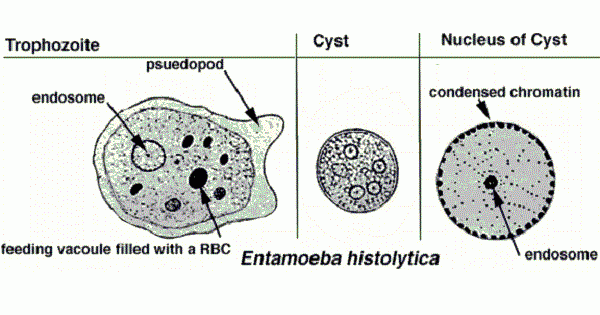 Trophozoite
Cyst
Nucleus of Cyst
psuedopod
endosome
condensed chromatin
feeding vacoule filled with a RBC
Entamoeba histolytica
endosome